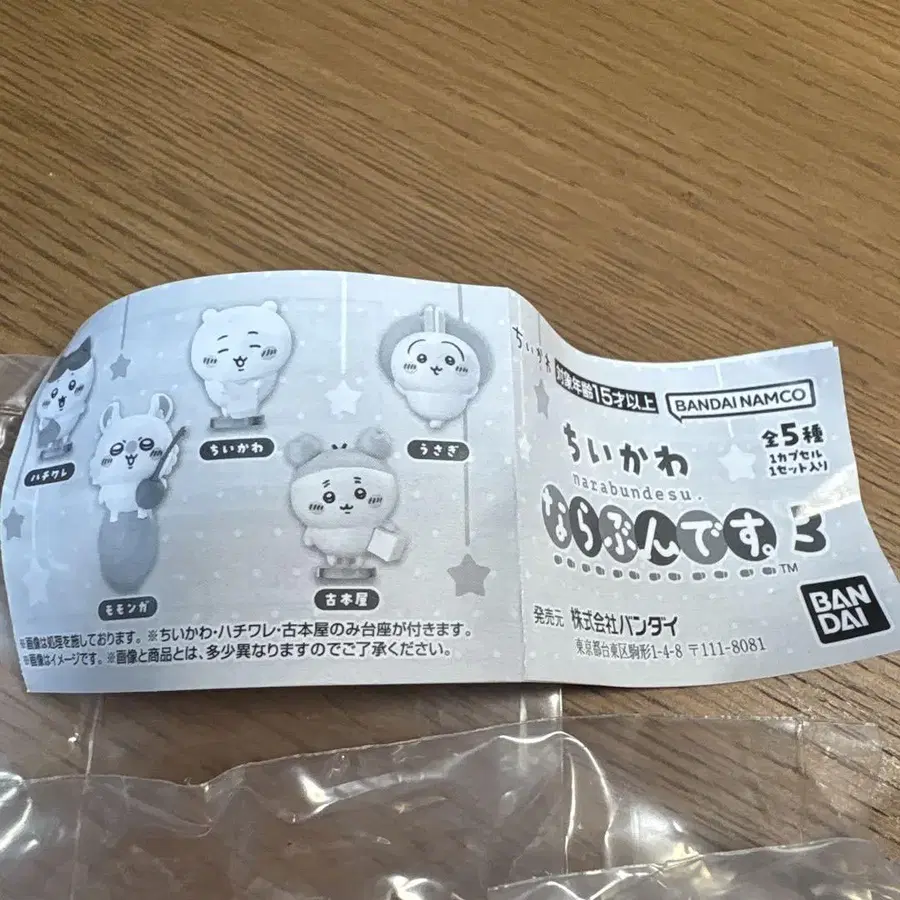 ハチワレ
モモンガ
ちいかわ
古本屋
うさぎ
※画像は処理を施しております。※ちいかわ・ハチワレ・古本屋のみ台座が付きます。
※画像はイメージです。※画像と商品とは、多少異なりますのでご了承ください。
ちいかわ
対象年齢15才以上
BANDAI NAMCO
ちいかわ
narabundesu.
ならぶんです。3
TM
全5種
1カプセル
1セット入り
BAN
DAI
発売元 株式会社バンダイ
東京都台東区駒形1-4-8 〒111-8081